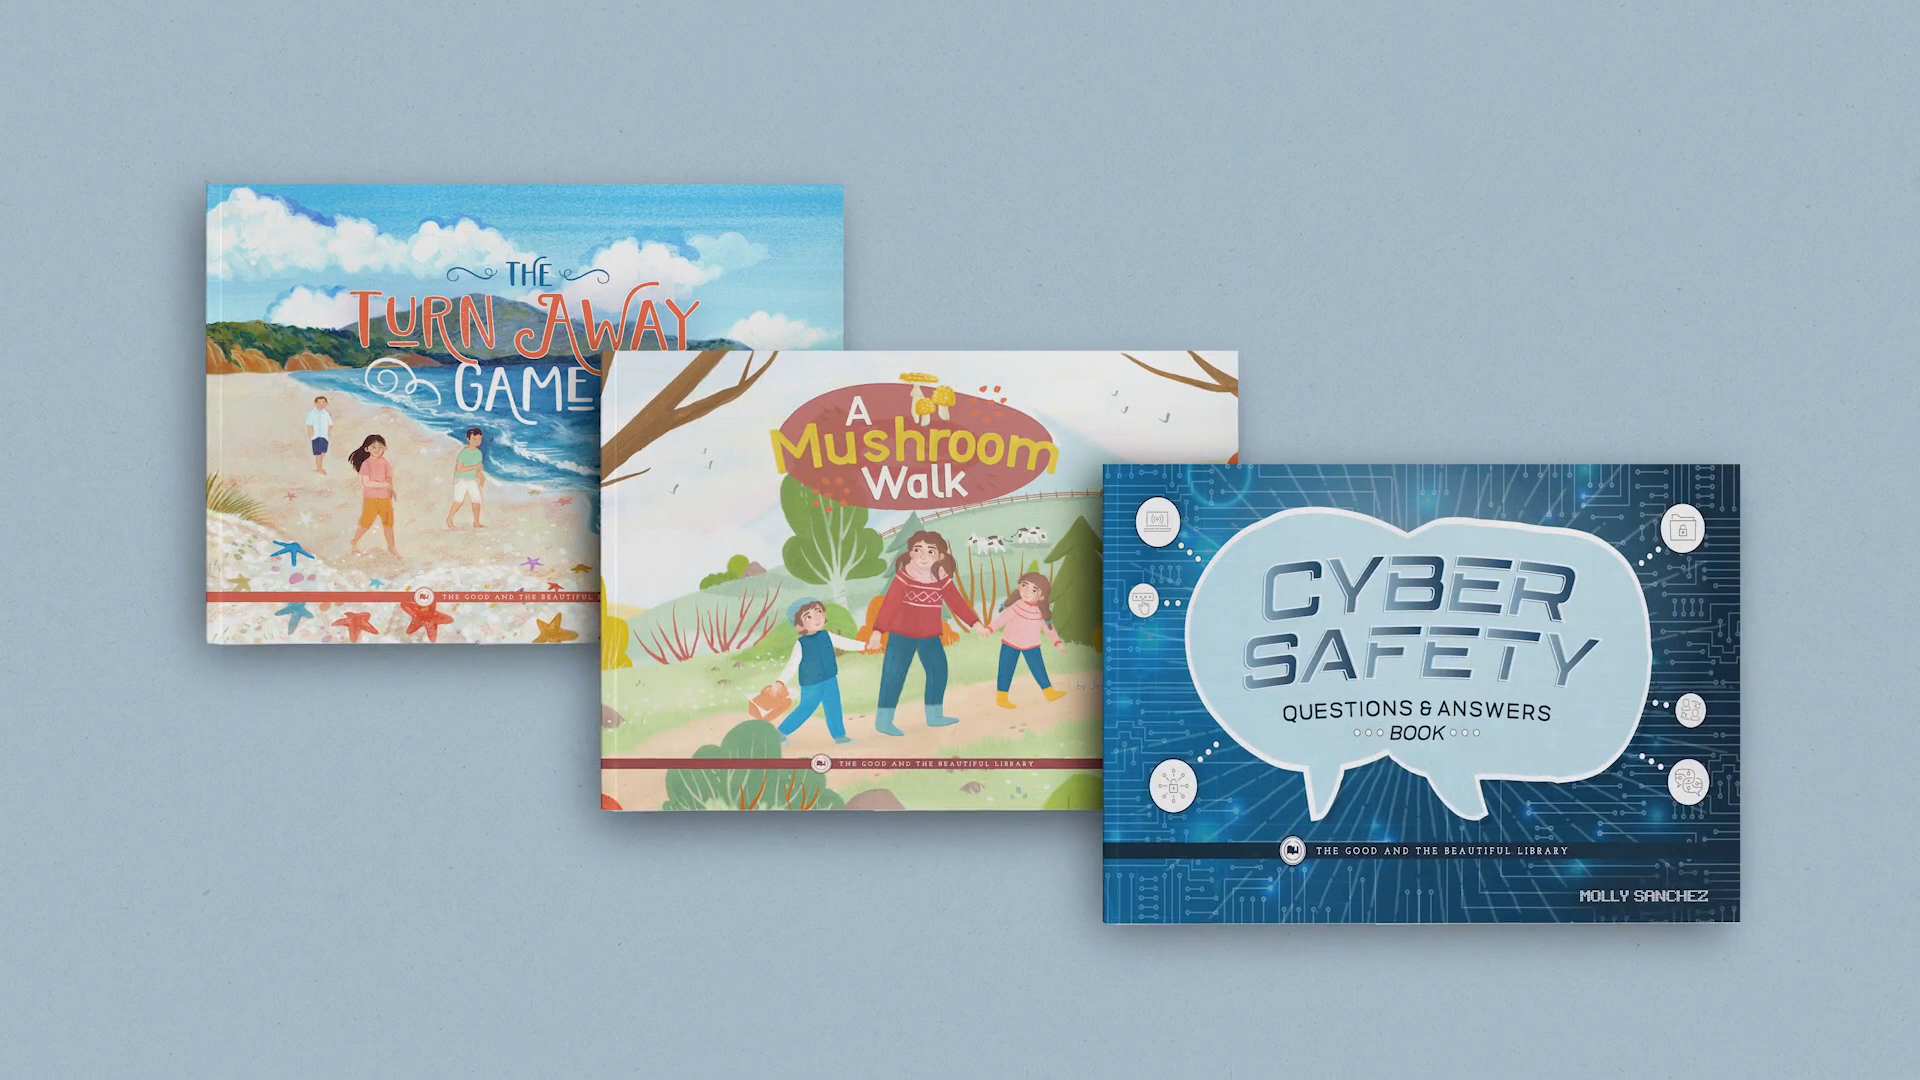 THE
TURN AWAY
GAME
THE GOOD AND THE BEAUTIFUL
A
Mushroom
Walk
by
THE GOOD AND THE BEAUTIFUL LIBRARY
CYBER
SAFETY
QUESTIONS & ANSWERS
BOOK
THE GOOD AND THE BEAUTIFUL LIBRARY
MOLLY SANCHEZ